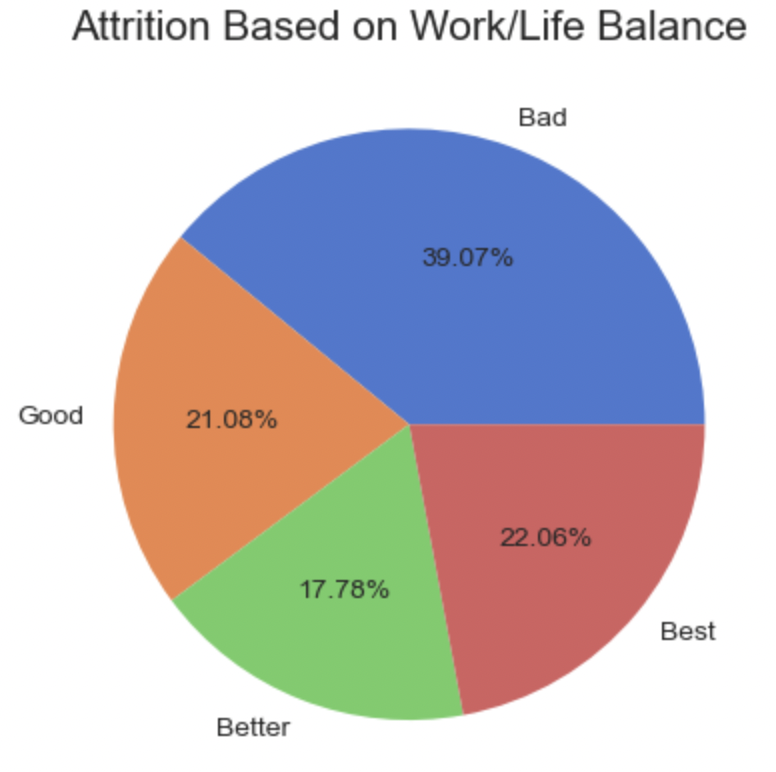 Attrition Based on Work/Life Balance
Bad
39.07%
Good
21.08%
22.06%
17.78%
Best
Better